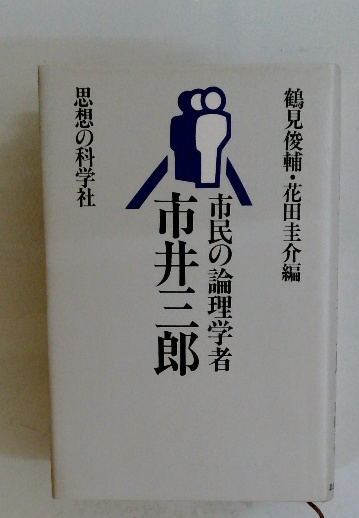 鶴見俊輔・花田圭介編
市民の論理学者
市井三郎
思想の科学社